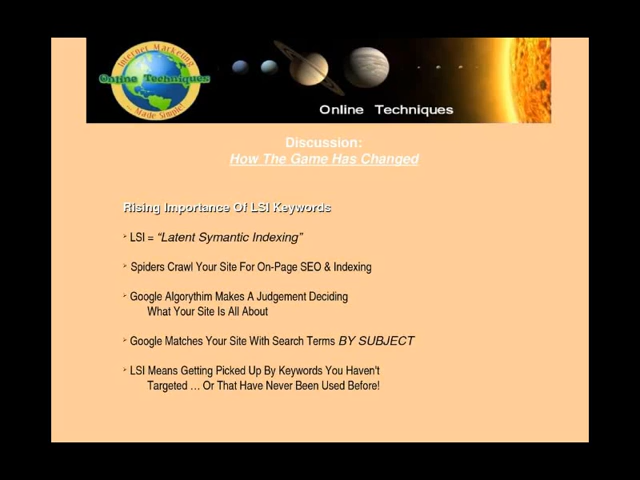 Internet Marketing
Online Techniques
... Made Simple!
Online Techniques
Discussion:
How The Game Has Changed
Rising Importance Of LSI Keywords
LSI = “Latent Symantic Indexing”
Spiders Crawl Your Site For On-Page SEO & Indexing
Google Algorythim Makes A Judgement Deciding
What Your Site Is All About
Google Matches Your Site With Search Terms BY SUBJECT
LSI Means Getting Picked Up By Keywords You Haven't
Targeted … Or That Have Never Been Used Before!